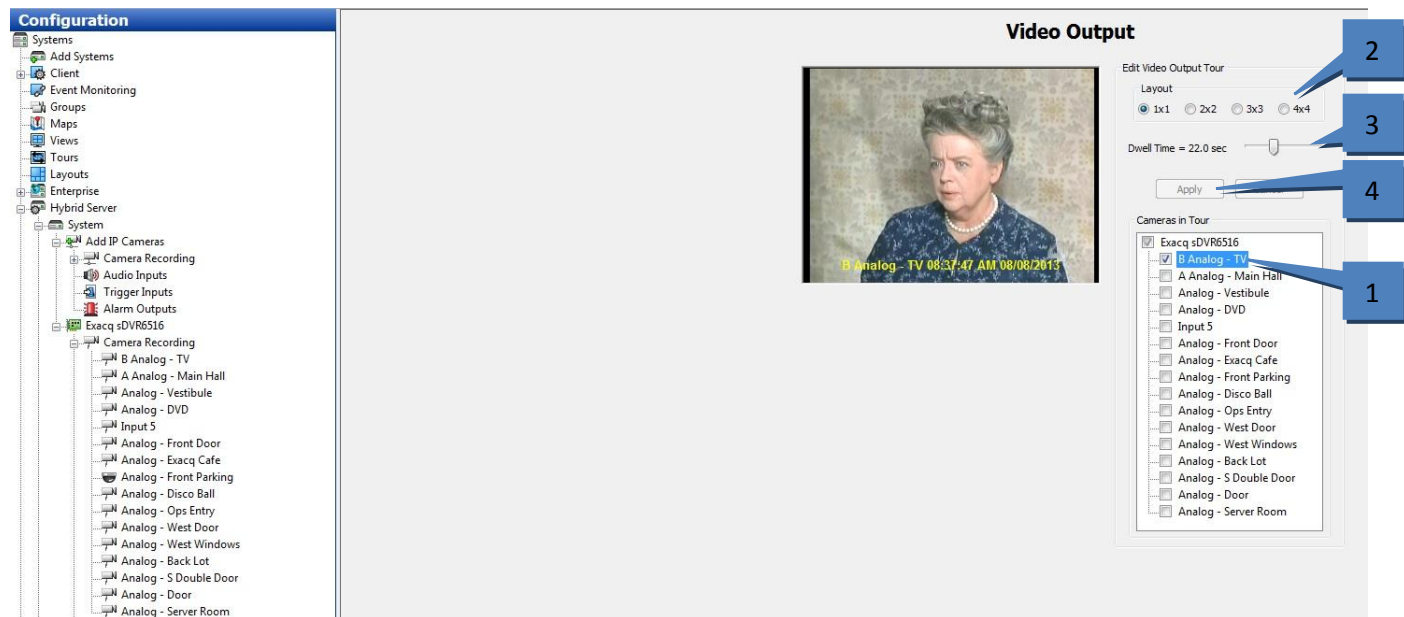 Configuration
Systems
Add Systems
Client
Event Monitoring
Groups
Maps
Views
Tours
Layouts
Enterprise
Hybrid Server
System
Add IP Cameras
Camera Recording
Audio Inputs
Trigger Inputs
Alarm Outputs
Exacq sDVR6516
Camera Recording
B Analog - TV
A Analog - Main Hall
Analog - Vestibule
Analog - DVD
Input 5
Analog - Front Door
Analog - Exacq Cafe
Analog - Front Parking
Analog - Disco Ball
Analog - Ops Entry
Analog - West Door
Analog - West Windows
Analog - Back Lot
Analog - S Double Door
Analog - Door
Analog - Server Room
Video Output
B Analog - TV 08:37:47 AM 08/08/2013
Edit Video Output Tour
Layout
1x1 2x2 3x3 4x4
Dwell Time = 22.0 sec
Apply
Cameras in Tour
Exacq sDVR6516
B Analog - TV
A Analog - Main Hall
Analog - Vestibule
Analog - DVD
Input 5
Analog - Front Door
Analog - Exacq Cafe
Analog - Front Parking
Analog - Disco Ball
Analog - Ops Entry
Analog - West Door
Analog - West Windows
Analog - Back Lot
Analog - S Double Door
Analog - Door
Analog - Server Room
2
3
4
1